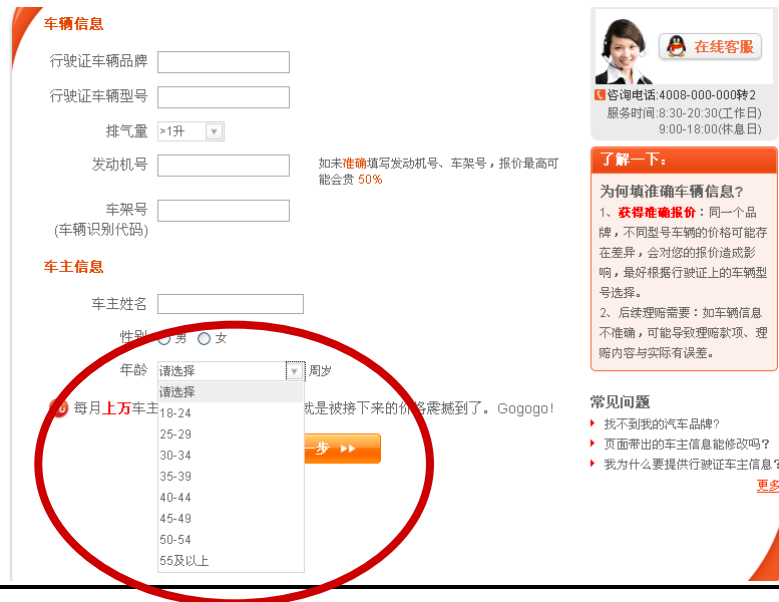 车辆信息
行驶证车辆品牌
行驶证车辆型号
排气量 >1升
发动机号
如未准确填写发动机号、车架号，报价最高可
能会贵 50%
车架号
(车辆识别代码)
车主信息
车主姓名
性别 男 女
年龄 请选择 周岁
请选择
18-24
25-29
30-34
35-39
40-44
45-49
50-54
55及以上
每月上万车主
就是被接下来的价格震撼到了。Gogogo!
一步
在线客服
咨询电话:4008-000-000转2
服务时间:8:30-20:30(工作日)
9:00-18:00(休息日)
了解一下：
为何填准确车辆信息?
1、获得准确报价：同一个品
牌，不同型号车辆的价格可能存
在差异，会对您的报价造成影
响，最好根据行驶证上的车辆型
号选择。
2、后续理赔需要：如车辆信息
不准确，可能导致理赔款项、理
赔内容与实际有误差。
常见问题
找不到我的汽车品牌?
页面带出的车主信息能修改吗?
我为什么要提供行驶证车主信息?
更多